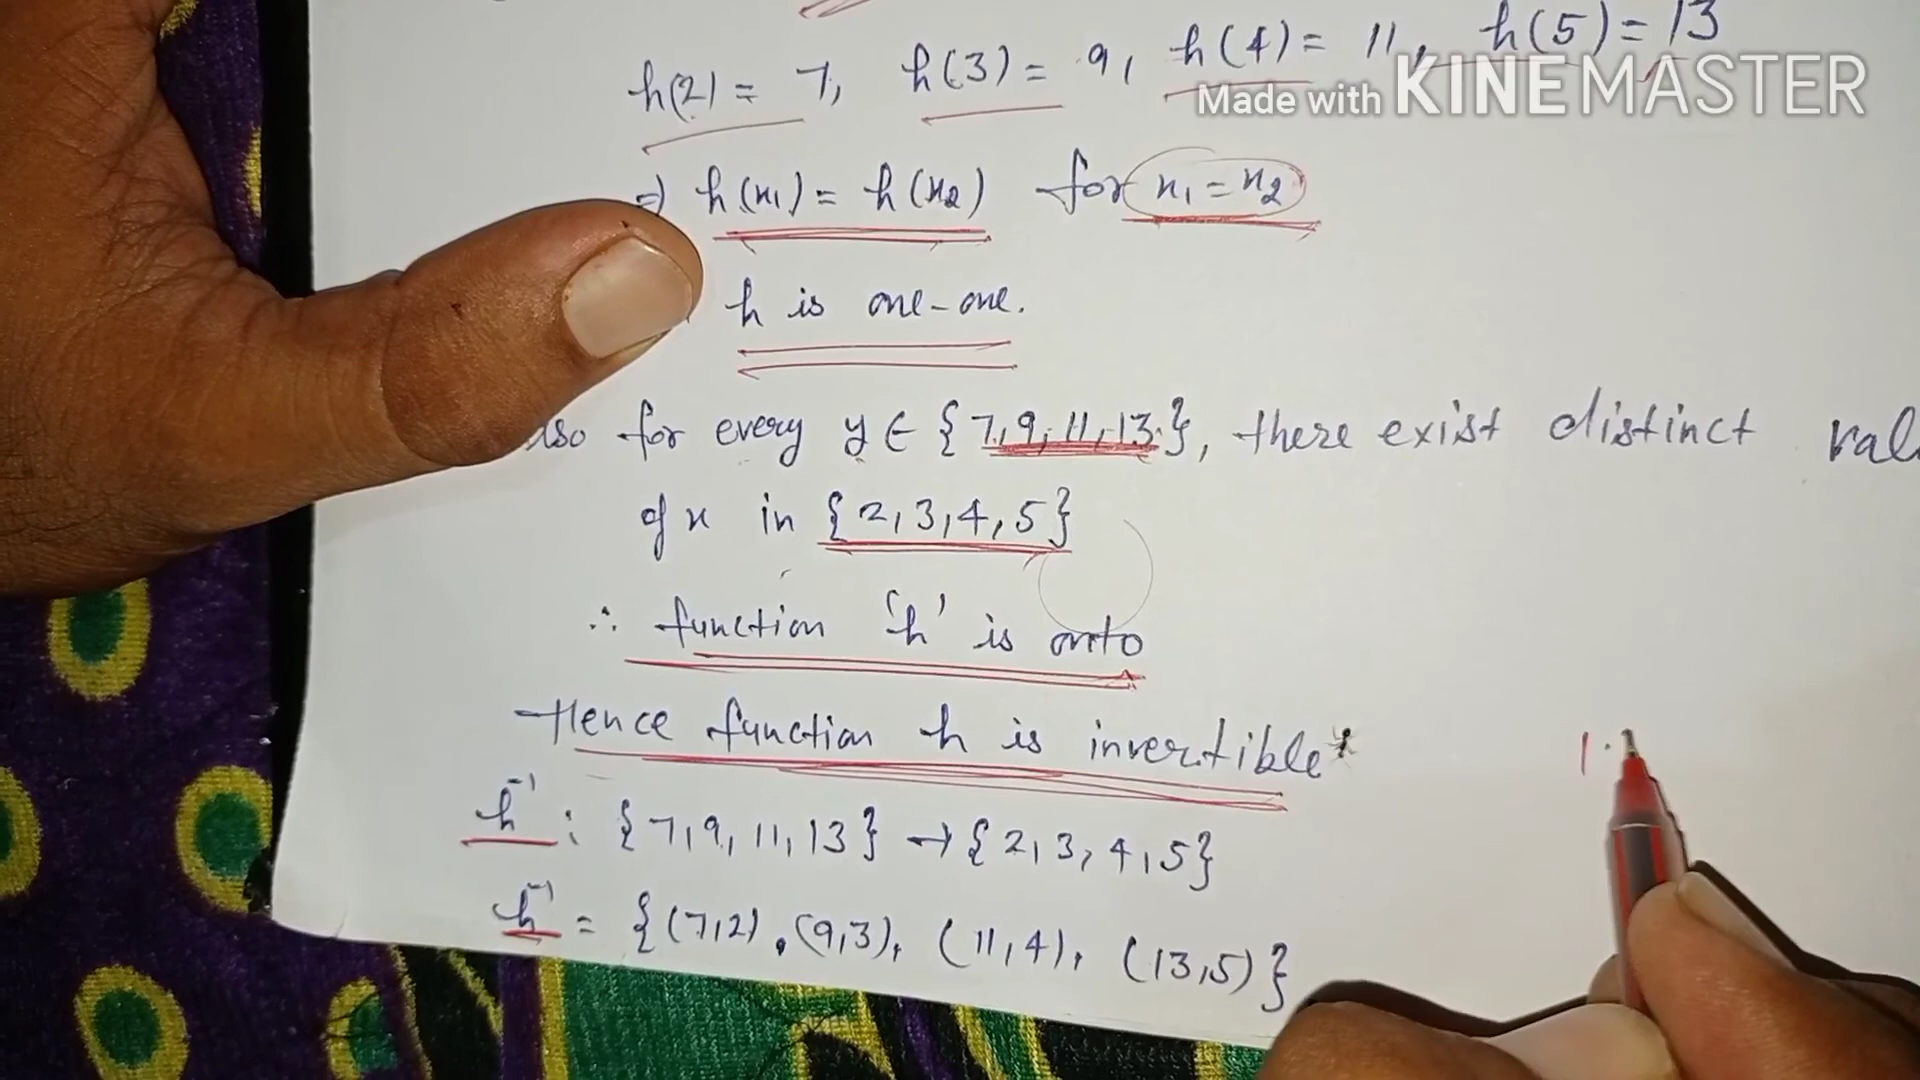 h(2) = 7, h(3) = 9, h(4) = 11, h(5) = 13
Made with KINEMASTER
⇒ h(x₁) = h(x₂) for x₁ = x₂
h is one-one.
for every y ∈ {7,9,11,13}, there exist distinct
of x in {2,3,4,5}
∴ function 'h' is onto
Hence function h is invertible
h⁻¹ : {7,9,11,13} → {2,3,4,5}
h⁻¹ = {(7,2), (9,3), (11,4), (13,5)}